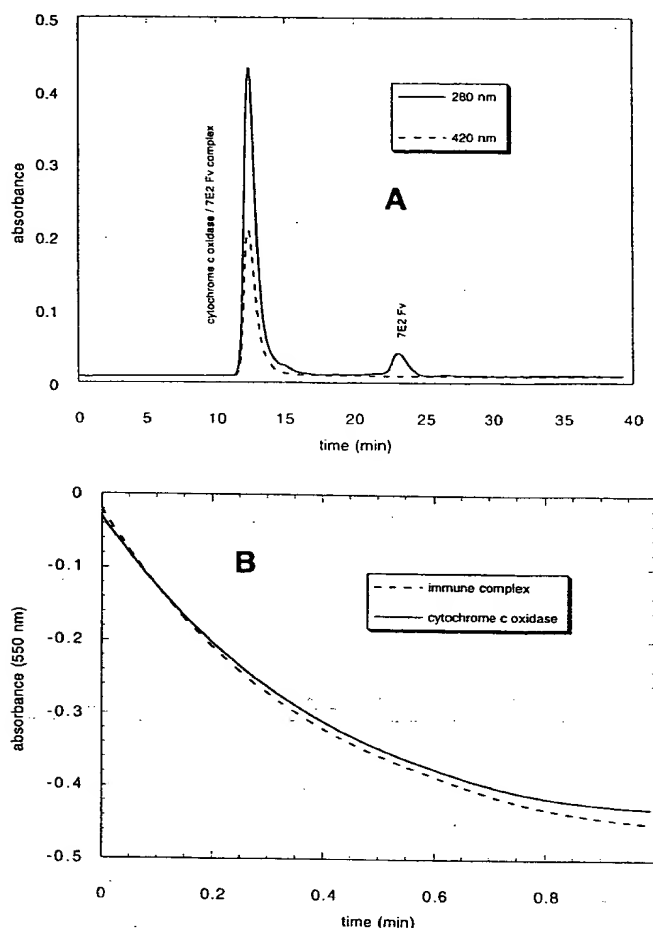 0.5
0.4
0.3
0.2
0.1
0
absorbance
cytochrome c oxidase / 7E2 Fv complex
280 nm
420 nm
A
7E2 Fv
0 5 10 15 20 25 30 35 40
time (min)
0
-0.1
-0.2
-0.3
-0.4
-0.5
absorbance (550 nm)
B
immune complex
cytochrome c oxidase
0 0.2 0.4 0.6 0.8
time (min)